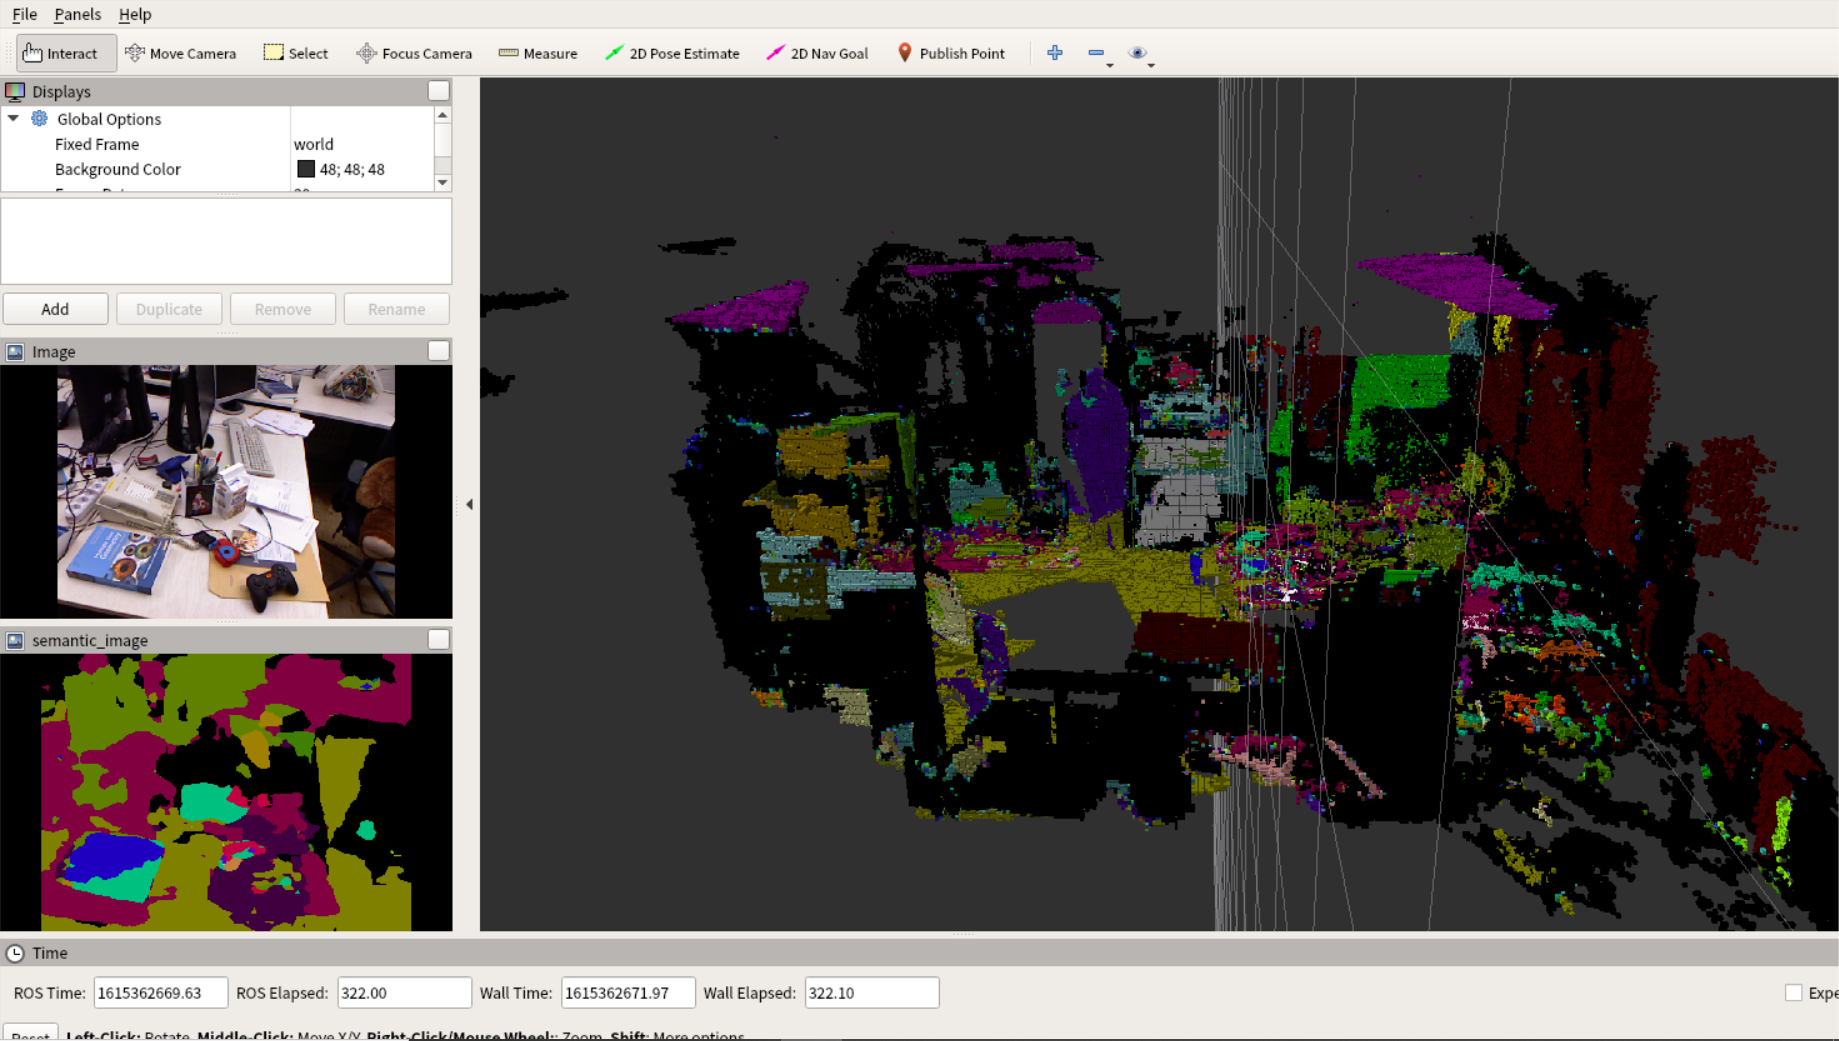 File Panels Help
Interact Move Camera Select Focus Camera Measure 2D Pose Estimate 2D Nav Goal Publish Point
Displays
Global Options
Fixed Frame world
Background Color 48; 48; 48
Add Duplicate Remove Rename
Image
Geometry
semantic_image
Time
ROS Time: 1615362669.63 ROS Elapsed: 322.00 Wall Time: 1615362671.97 Wall Elapsed: 322.10 Expe
Reset Left-Click: Rotate. Middle-Click: Move X/Y. Right-Click/Mouse Wheel:: Zoom. Shift: More options.